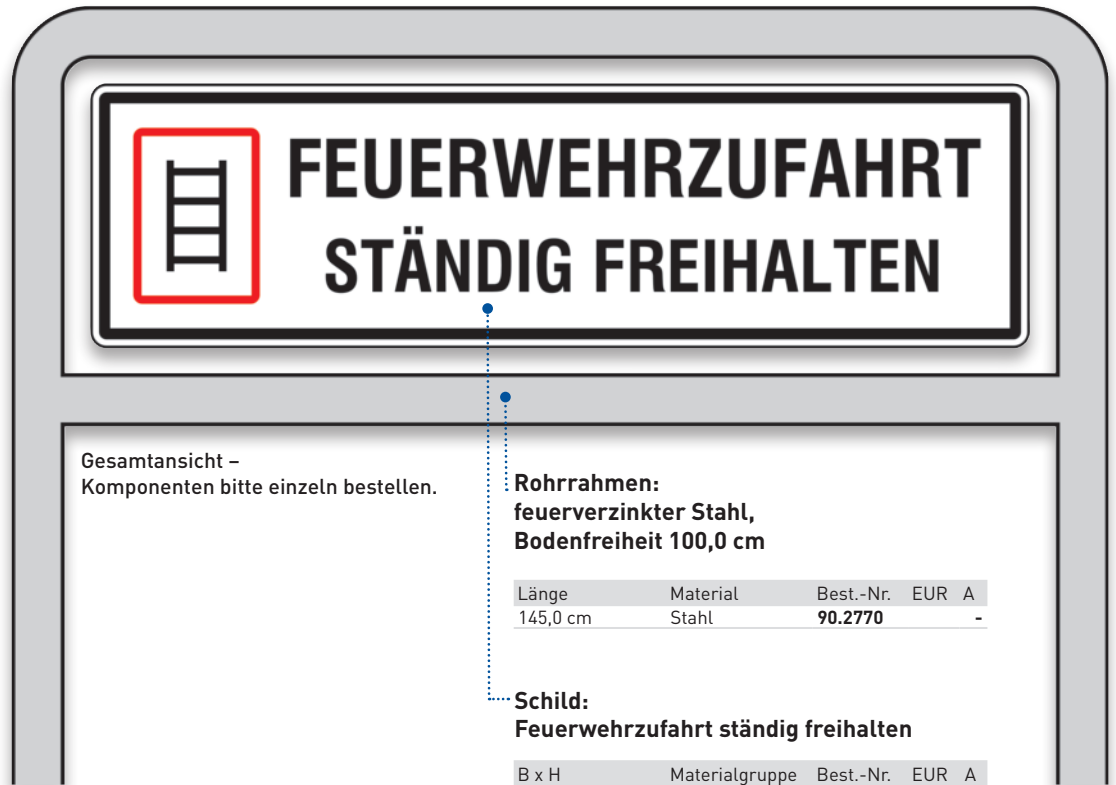 FEUERWEHRZUFAHRT
STÄNDIG FREIHALTEN
Gesamtansicht –
Komponenten bitte einzeln bestellen.
Rohrrahmen:
feuerverzinkter Stahl,
Bodenfreiheit 100,0 cm
Länge Material Best.-Nr. EUR A
145,0 cm Stahl 90.2770 -
Schild:
Feuerwehrzufahrt ständig freihalten
B x H Materialgruppe Best.-Nr. EUR A